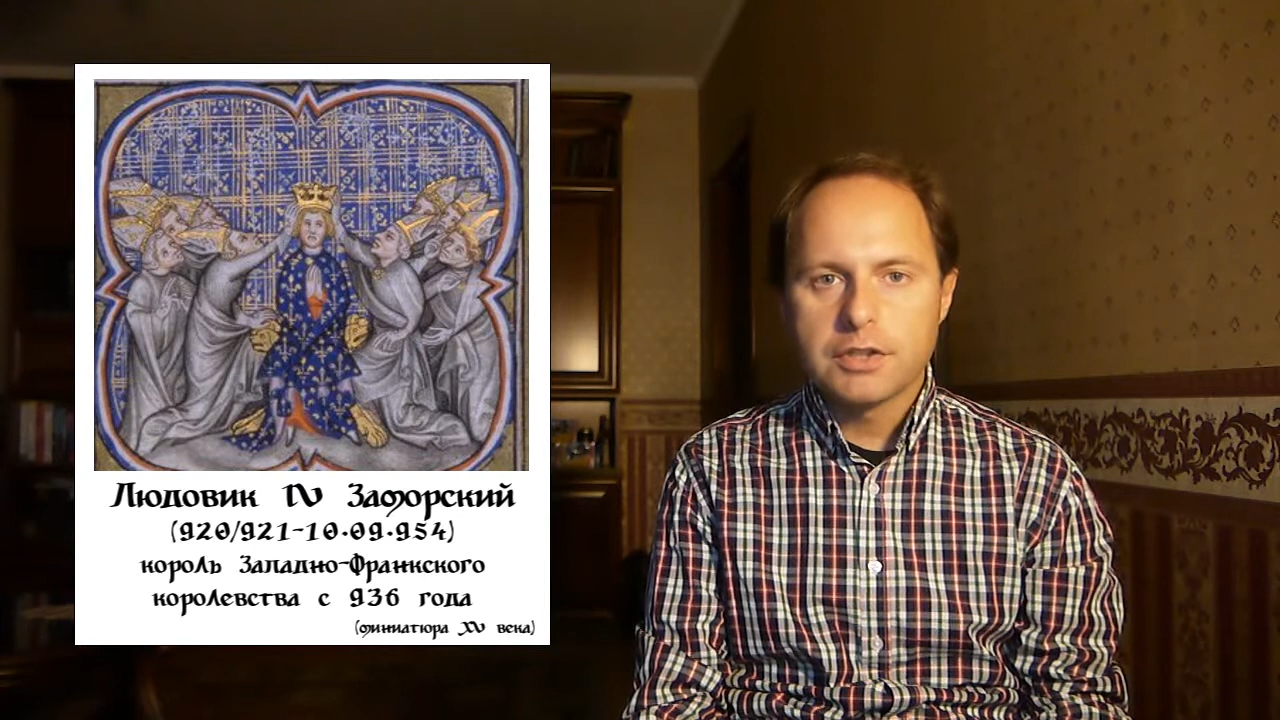 Людовик IV Заморский
(920/921-10.09.954)
король Западно-Франкского
королевства с 936 года
(миниатюра XV века)